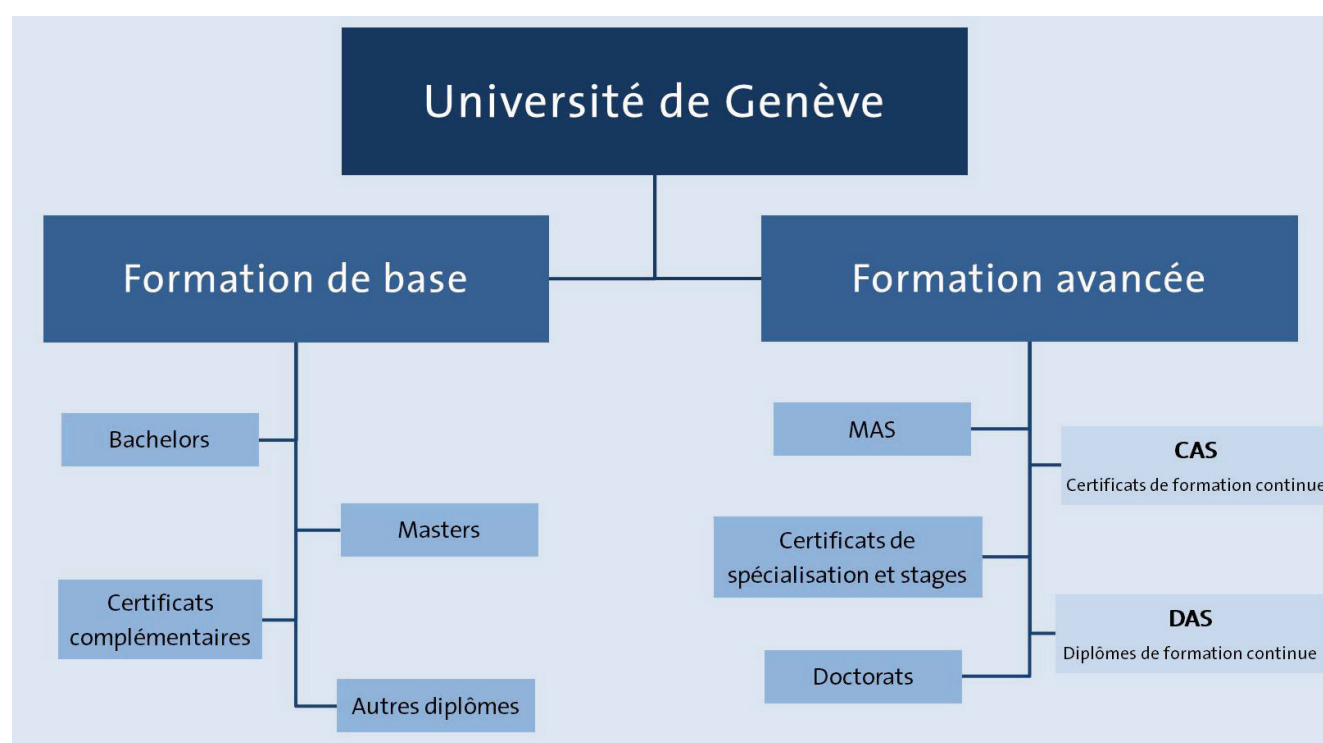 Université de Genève
Formation de base
Formation avancée
Bachelors
Masters
Certificats
complémentaires
Autres diplômes
MAS
CAS
Certificats de formation continue
Certificats de
spécialisation et stages
DAS
Diplômes de formation continue
Doctorats